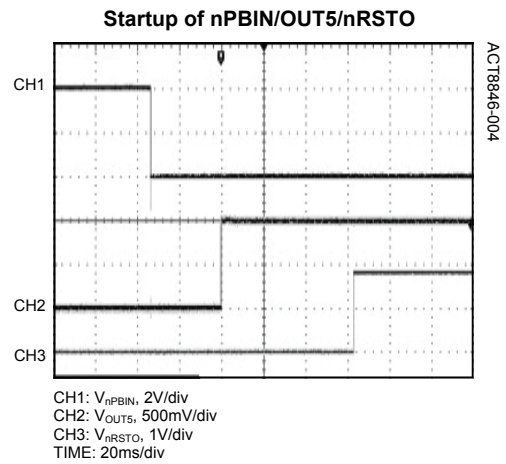 Startup of nPBIN/OUT5/nRSTO
CH1
ACT8846-004
CH2
CH3
CH1: VnPBIN, 2V/div
CH2: VOUT5, 500mV/div
CH3: VnRSTO, 1V/div
TIME: 20ms/div